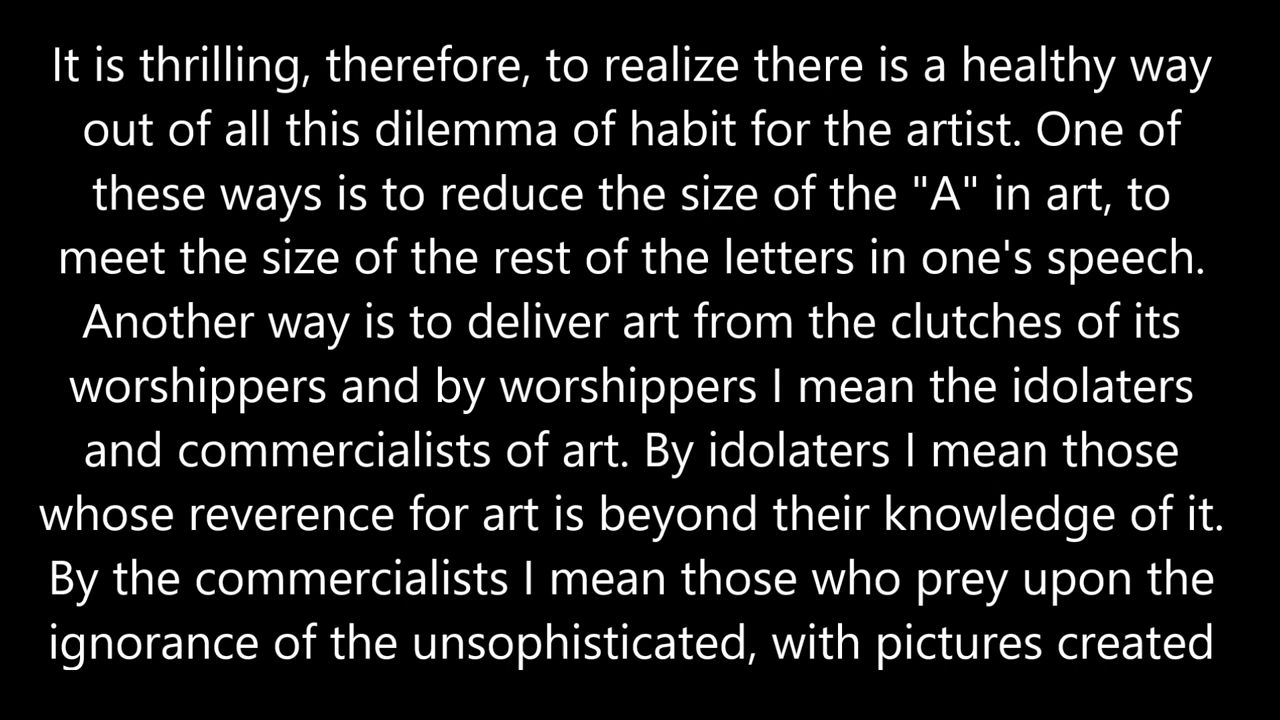 It is thrilling, therefore, to realize there is a healthy way
out of all this dilemma of habit for the artist. One of
these ways is to reduce the size of the "A" in art, to
meet the size of the rest of the letters in one's speech.
Another way is to deliver art from the clutches of its
worshippers and by worshippers I mean the idolaters
and commercialists of art. By idolaters I mean those
whose reverence for art is beyond their knowledge of it.
By the commercialists I mean those who prey upon the
ignorance of the unsophisticated, with pictures created